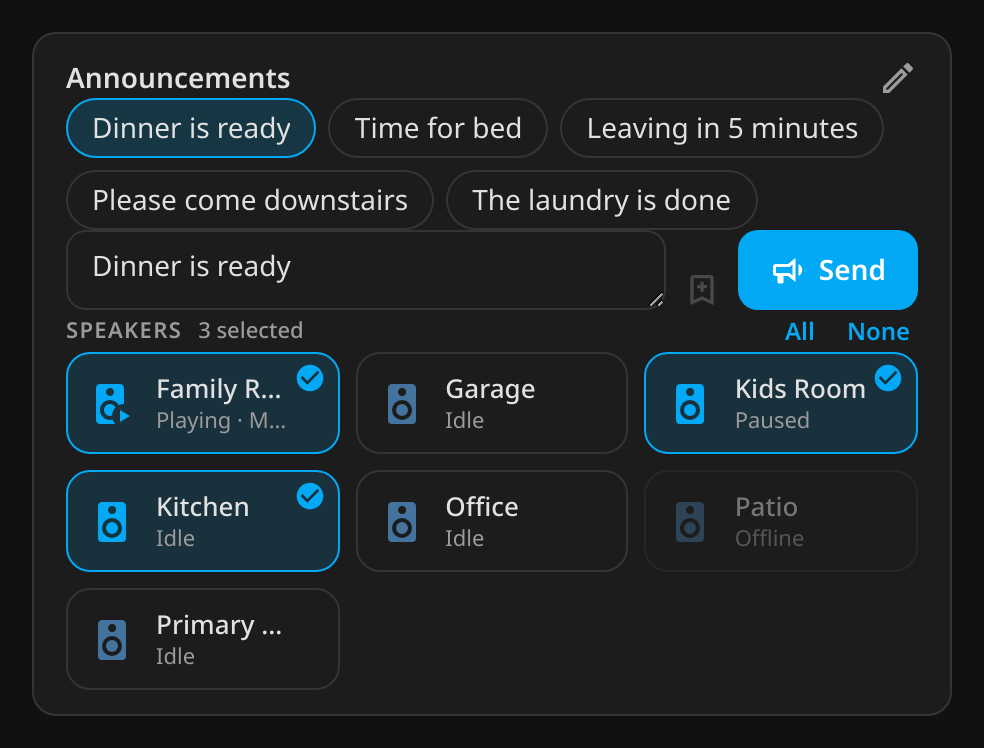 Announcements
Dinner is ready Time for bed Leaving in 5 minutes
Please come downstairs The laundry is done
Dinner is ready Send
SPEAKERS 3 selected All None
Family R... Garage Kids Room
Playing · M... Idle Paused
Kitchen Office Patio
Idle Idle Offline
Primary ...
Idle